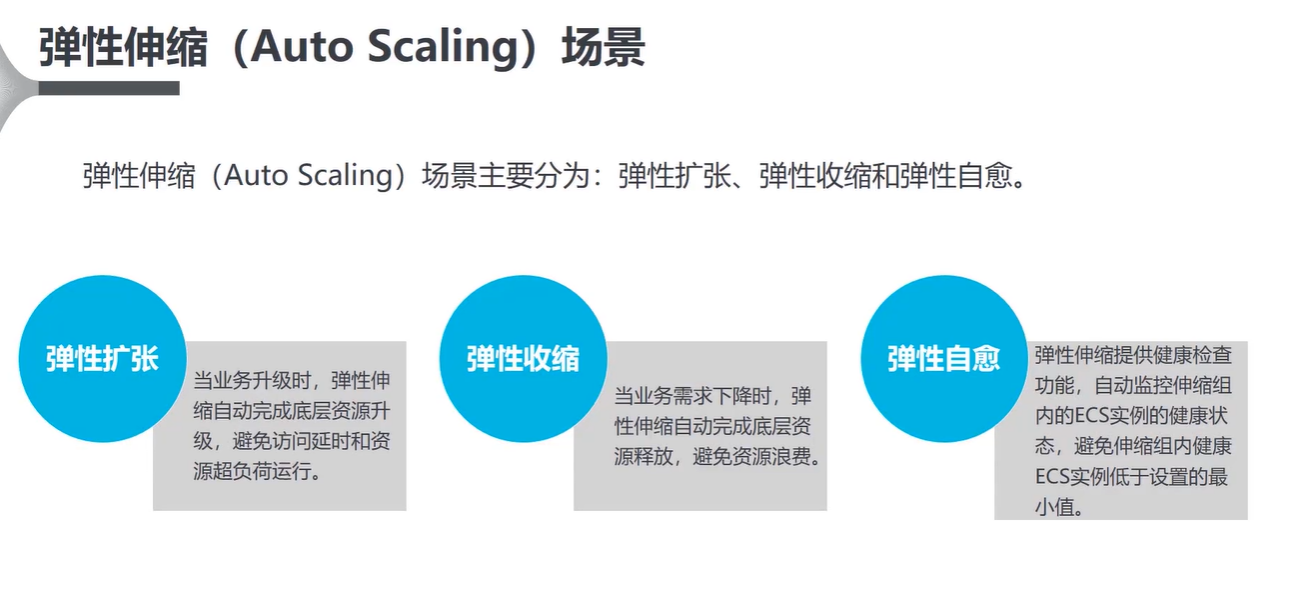 弹性伸缩（Auto Scaling）场景
弹性伸缩（Auto Scaling）场景主要分为：弹性扩张、弹性收缩和弹性自愈。
弹性扩张
当业务升级时，弹性伸
缩自动完成底层资源升
级，避免访问延时和资
源超负荷运行。
弹性收缩
当业务需求下降时，弹
性伸缩自动完成底层资
源释放，避免资源浪费。
弹性自愈
弹性伸缩提供健康检查
功能，自动监控伸缩组
内的ECS实例的健康状
态，避免伸缩组内健康
ECS实例低于设置的最
小值。